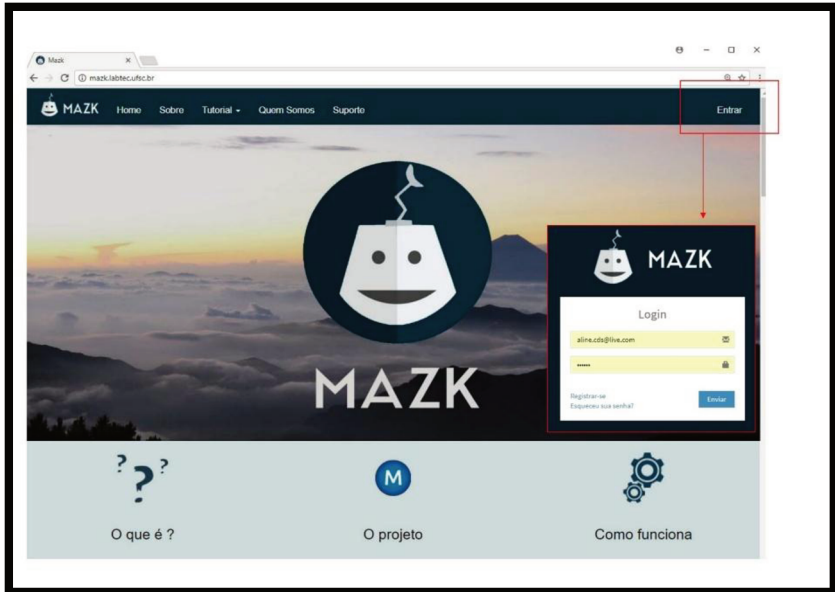 Mazk
mazk.labtec.ufsc.br
MAZK Home Sobre Tutorial Quem Somos Suporte Entrar
MAZK
MAZK
Login
aline.cds@live.com
••••••
Registrar-se
Esqueceu sua senha?
Enviar
? ? ?
M
O que é ?
O projeto
Como funciona